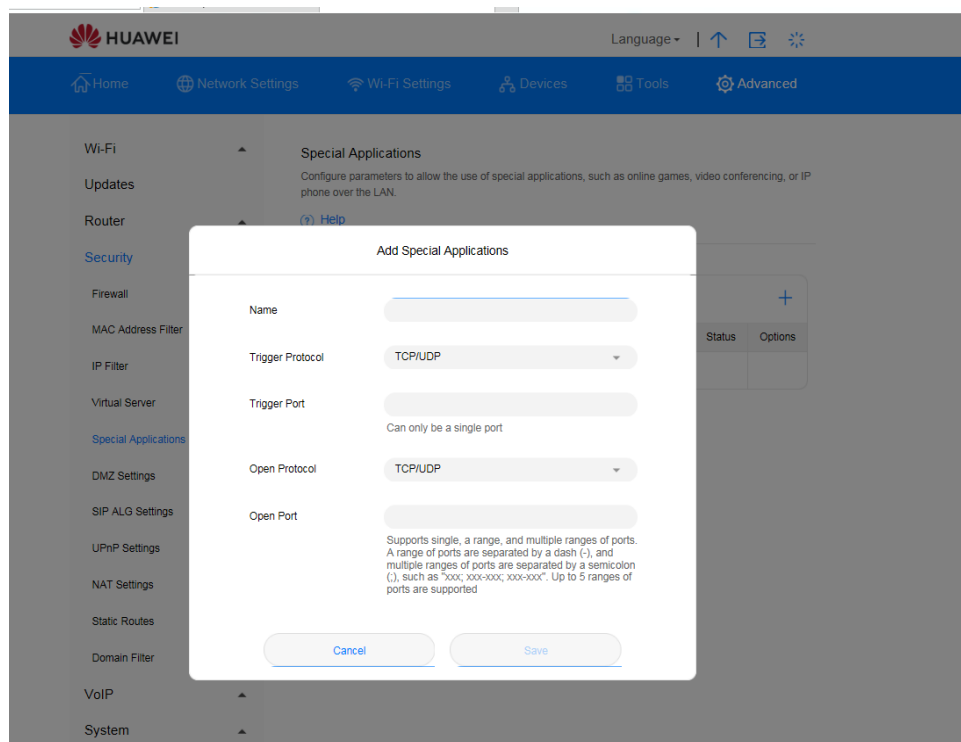 HUAWEI
Language
Home
Network Settings
Wi-Fi Settings
Devices
Tools
Advanced
Wi-Fi
Updates
Router
Security
Firewall
MAC Address Filter
IP Filter
Virtual Server
Special Applications
DMZ Settings
SIP ALG Settings
UPnP Settings
NAT Settings
Static Routes
Domain Filter
VoIP
System
Special Applications
Configure parameters to allow the use of special applications, such as online games, video conferencing, or IP
phone over the LAN.
? Help
Status
Options
Add Special Applications
Name
Trigger Protocol
TCP/UDP
Trigger Port
Can only be a single port
Open Protocol
TCP/UDP
Open Port
Supports single, a range, and multiple ranges of ports.
A range of ports are separated by a dash (-), and
multiple ranges of ports are separated by a semicolon
(;), such as "xxx; xxx-xxx; xxx-xxx". Up to 5 ranges of
ports are supported
Cancel
Save